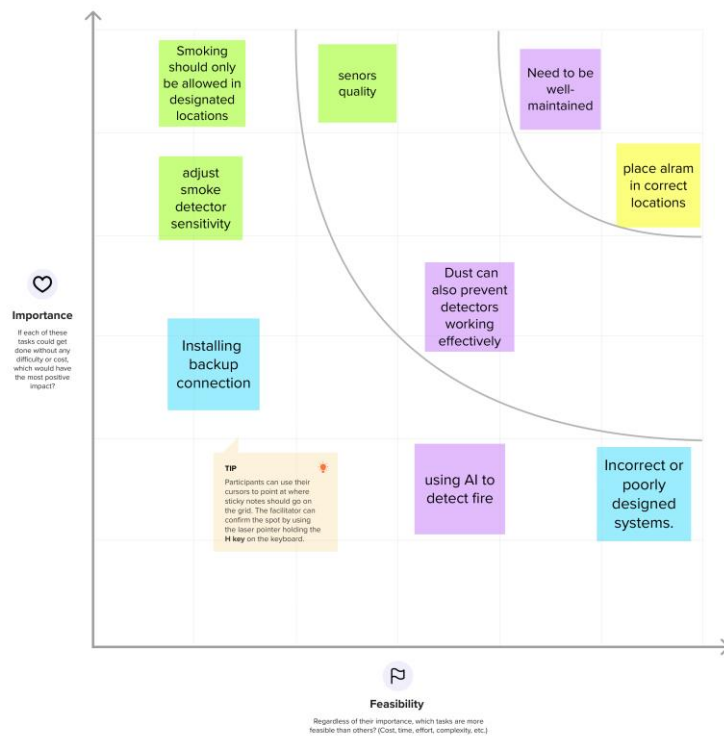 Smoking
should only
be allowed in
designated
locations
senors
quality
Need to be
well-
maintained
place alram
in correct
locations
adjust
smoke
detector
sensitivity
Dust can
also prevent
detectors
working
effectively
Importance
If each of these
tasks could get
done without any
difficulty or cost,
which would have
the most positive
impact?
Installing
backup
connection
TIP
Participants can use their
cursors to point at where
sticky notes should go on
the grid. The facilitator can
confirm the spot by using
the laser pointer holding the
H key on the keyboard.
using AI to
detect fire
Incorrect or
poorly
designed
systems.
Feasibility
Regardless of their importance, which tasks are more
feasible than others? (Cost, time, effort, complexity, etc.)